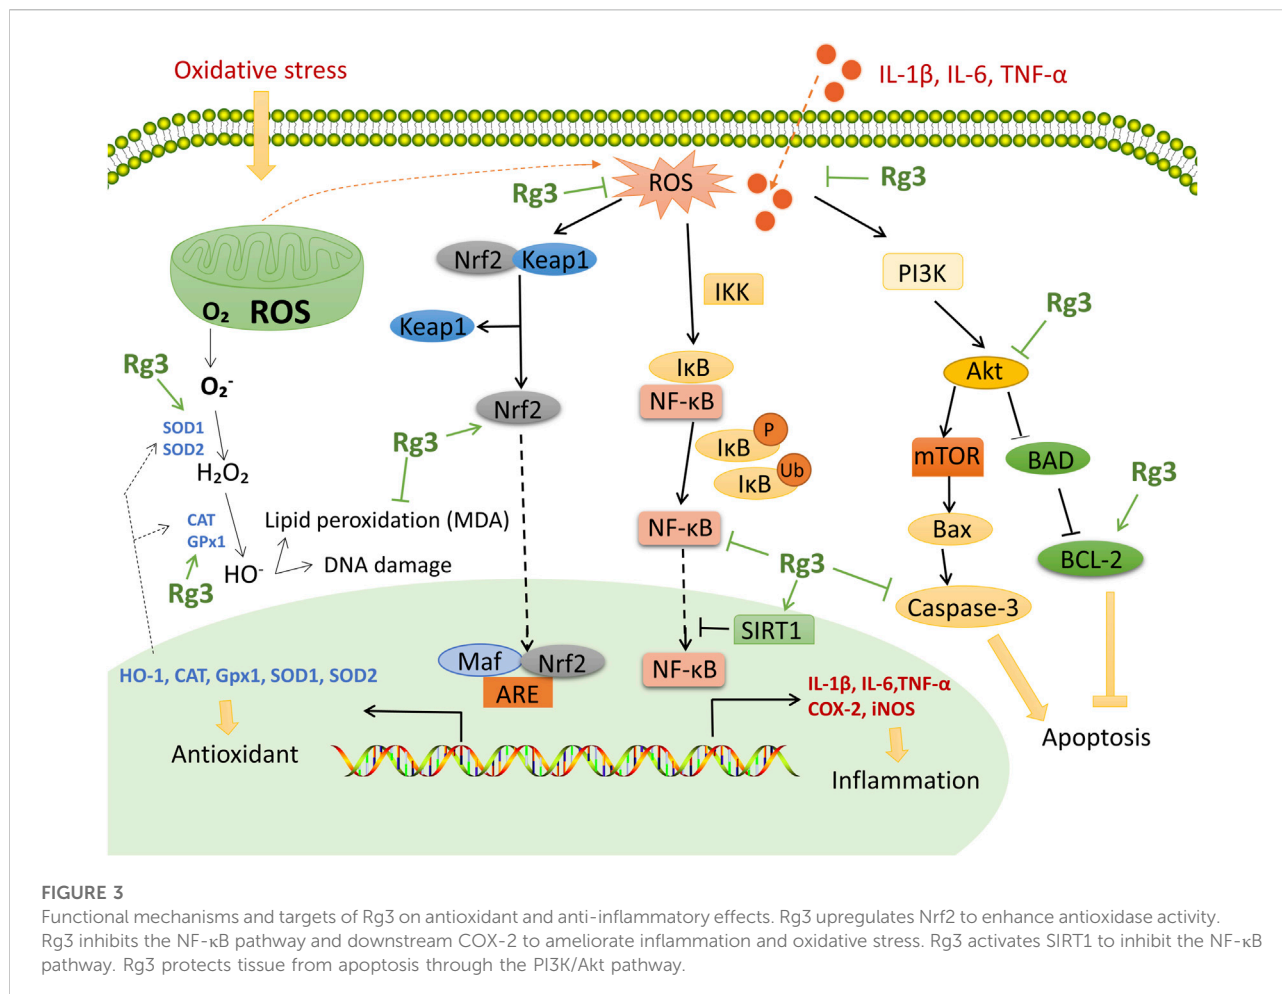 Oxidative stress
IL-1β, IL-6, TNF-α
Rg3
ROS
Rg3
Nrf2
Keap1
PI3K
IKK
O₂ ROS
Keap1
Rg3
Rg3
O₂⁻
IκB
NF-κB
Akt
Nrf2
SOD1
SOD2
Rg3
P
IκB
Ub
IκB
mTOR
BAD
H₂O₂
Rg3
CAT
GPx1
Lipid peroxidation (MDA)
NF-κB
Bax
HO⁻
DNA damage
Rg3
Rg3
BCL-2
Caspase-3
SIRT1
Maf
Nrf2
ARE
NF-κB
HO-1, CAT, Gpx1, SOD1, SOD2
IL-1β, IL-6,TNF-α
COX-2, iNOS
Antioxidant
Apoptosis
Inflammation
FIGURE 3
Functional mechanisms and targets of Rg3 on antioxidant and anti-inflammatory effects. Rg3 upregulates Nrf2 to enhance antioxidase activity.
Rg3 inhibits the NF-κB pathway and downstream COX-2 to ameliorate inflammation and oxidative stress. Rg3 activates SIRT1 to inhibit the NF-κB
pathway. Rg3 protects tissue from apoptosis through the PI3K/Akt pathway.